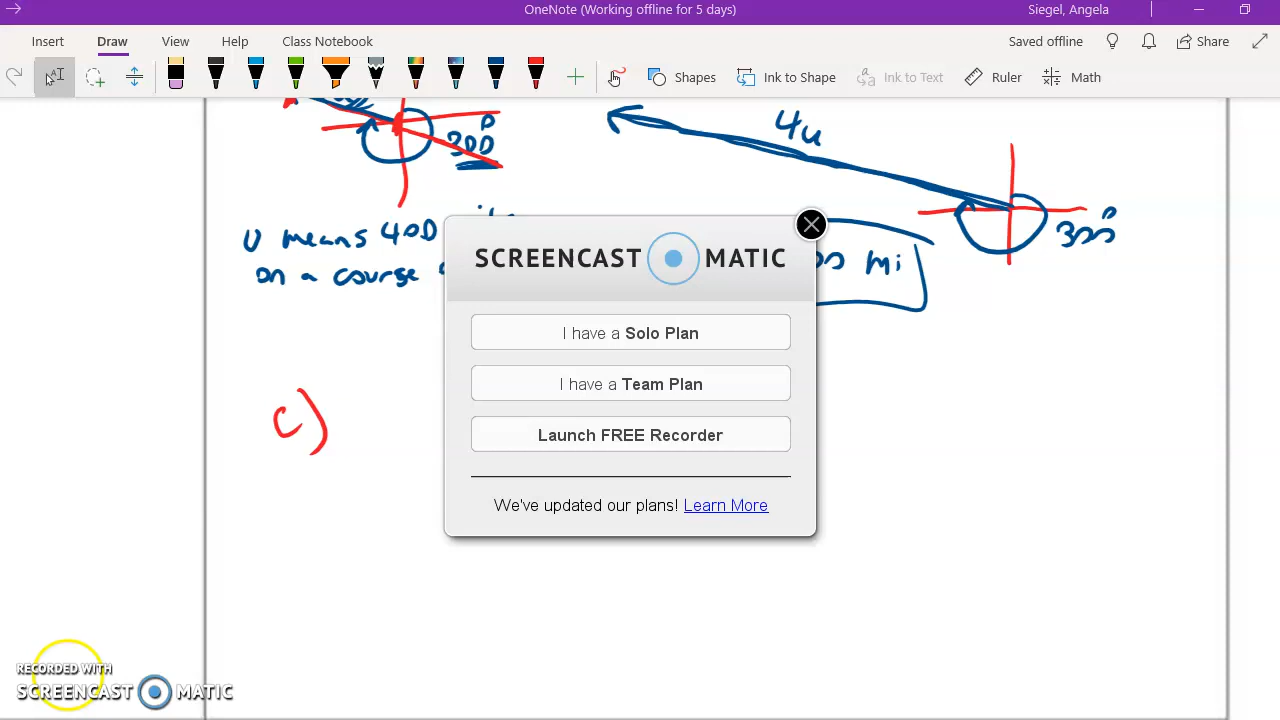 OneNote (Working offline for 5 days)
Siegel, Angela
Insert
Draw
View
Help
Class Notebook
Saved offline
Share
Shapes
Ink to Shape
Ink to Text
Ruler
Math
4u
300
300
U means 400
on a course
mi
c)
SCREENCAST MATIC
I have a Solo Plan
I have a Team Plan
Launch FREE Recorder
We've updated our plans! Learn More
RECORDED WITH
SCREENCAST MATIC